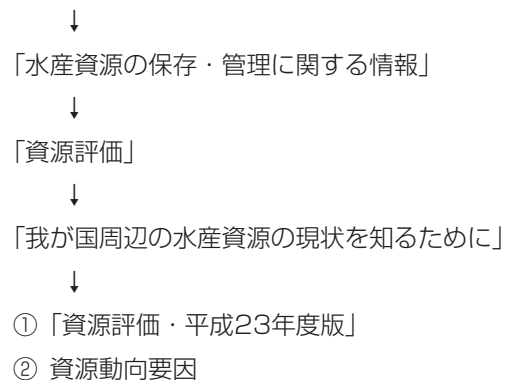 ↓
「水産資源の保存・管理に関する情報」
↓
「資源評価」
↓
「我が国周辺の水産資源の現状を知るために」
↓
①「資源評価・平成23年度版」
② 資源動向要因